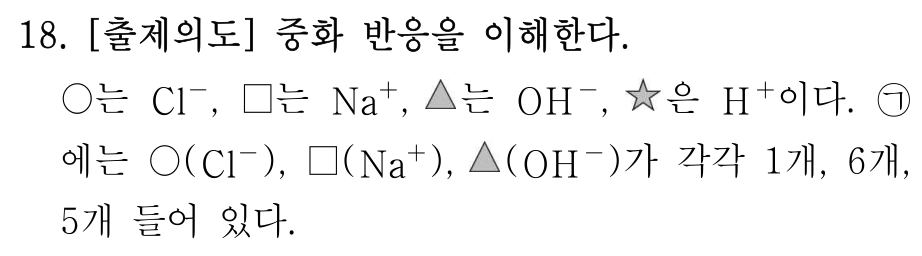 18. [출제의도] 중화 반응을 이해한다.
○는 Cl⁻, □는 Na⁺, ▲는 OH⁻, ★은 H⁺이다. ㉠
에는 ○(Cl⁻), □(Na⁺), ▲(OH⁻)가 각각 1개, 6개,
5개 들어 있다.